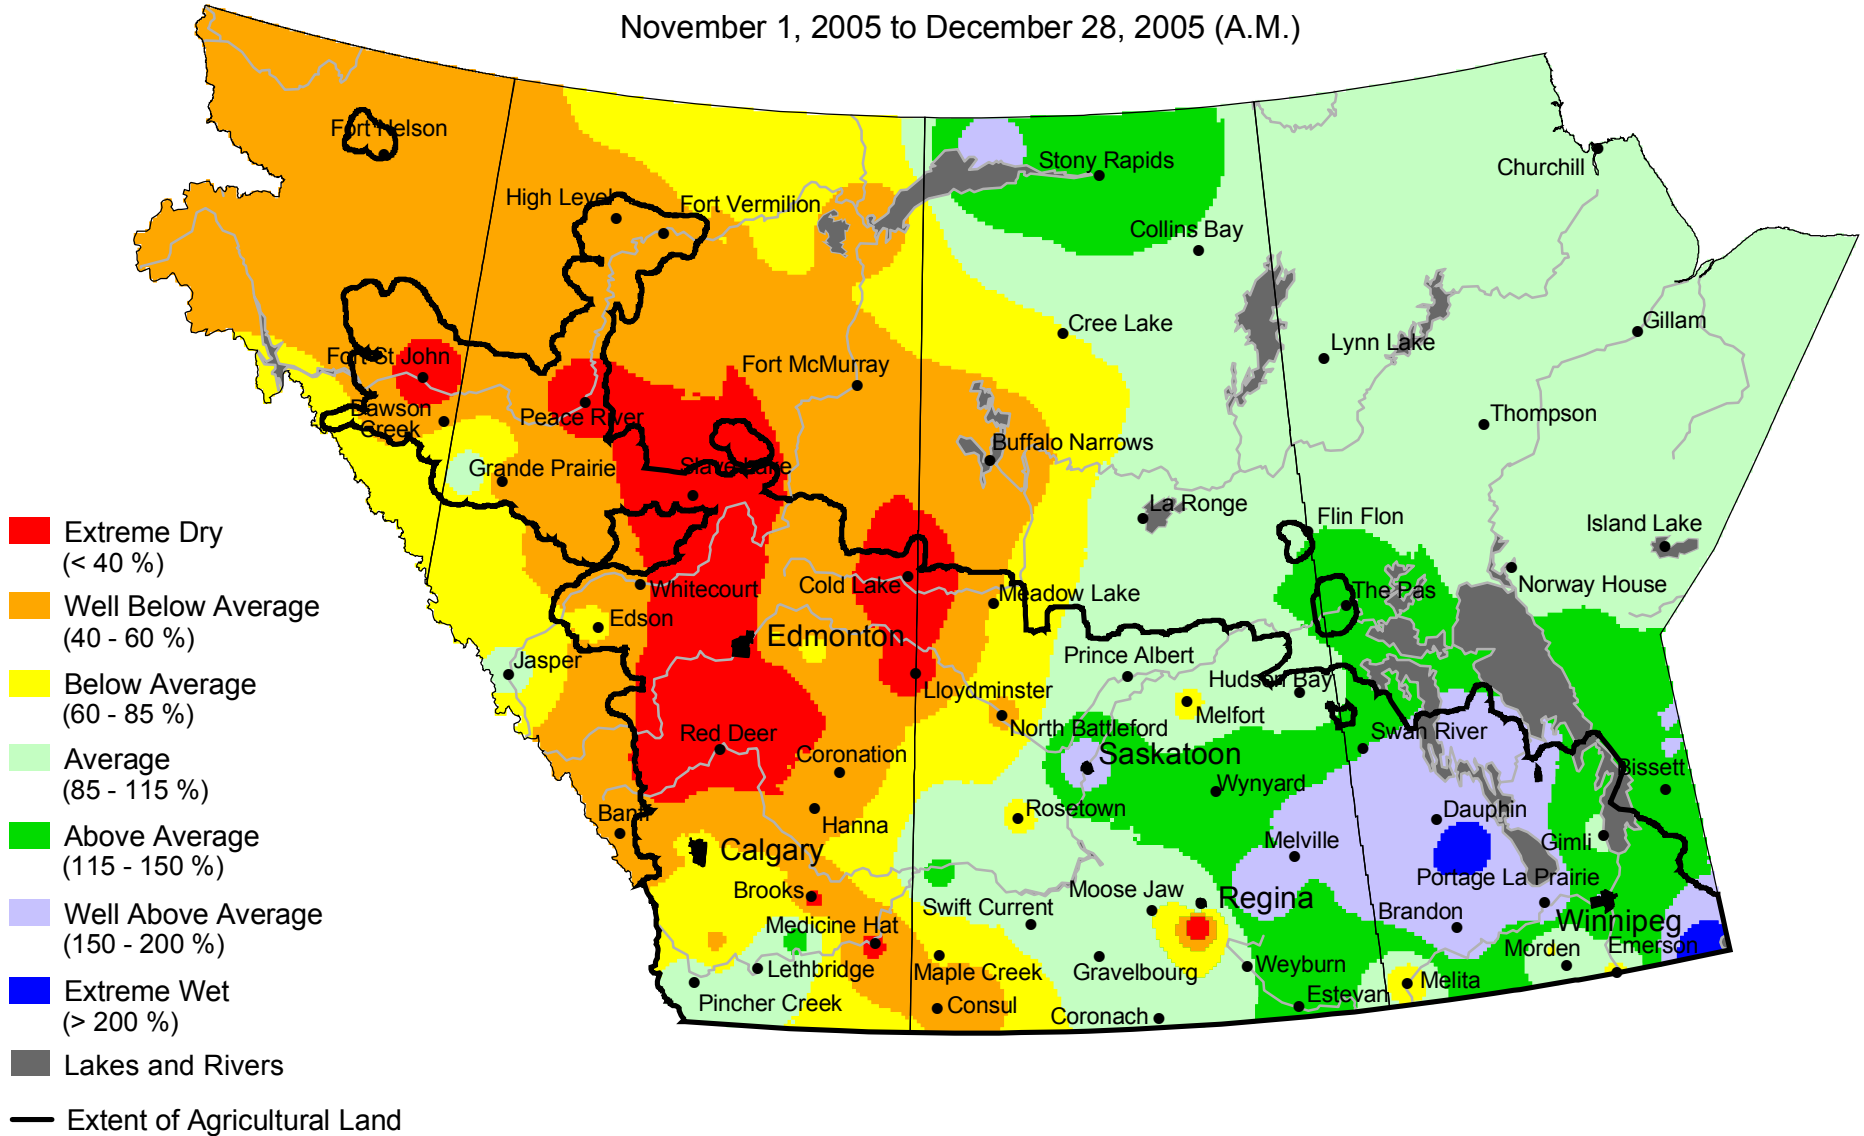 November 1, 2005 to December 28, 2005 (A.M.)
Fort Nelson
Churchill
Stony Rapids
High Level
Fort Vermilion
Collins Bay
Cree Lake
Gillam
Lynn Lake
Fort St John
Fort McMurray
Dawson
Creek
Peace River
Thompson
Buffalo Narrows
Grande Prairie
Slave Lake
La Ronge
Flin Flon
Island Lake
Whitecourt
Cold Lake
Meadow Lake
The Pas
Norway House
Edson
Edmonton
Jasper
Prince Albert
Hudson Bay
Lloydminster
Melfort
North Battleford
Red Deer
Swan River
Coronation
Saskatoon
Bissett
Wynyard
Banff
Hanna
Rosetown
Dauphin
Calgary
Melville
Gimli
Brooks
Moose Jaw
Regina
Portage La Prairie
Swift Current
Brandon
Winnipeg
Medicine Hat
Morden
Emerson
Lethbridge
Maple Creek
Gravelbourg
Weyburn
Melita
Pincher Creek
Consul
Coronach
Estevan
Extreme Dry
(< 40 %)
Well Below Average
(40 - 60 %)
Below Average
(60 - 85 %)
Average
(85 - 115 %)
Above Average
(115 - 150 %)
Well Above Average
(150 - 200 %)
Extreme Wet
(> 200 %)
Lakes and Rivers
Extent of Agricultural Land